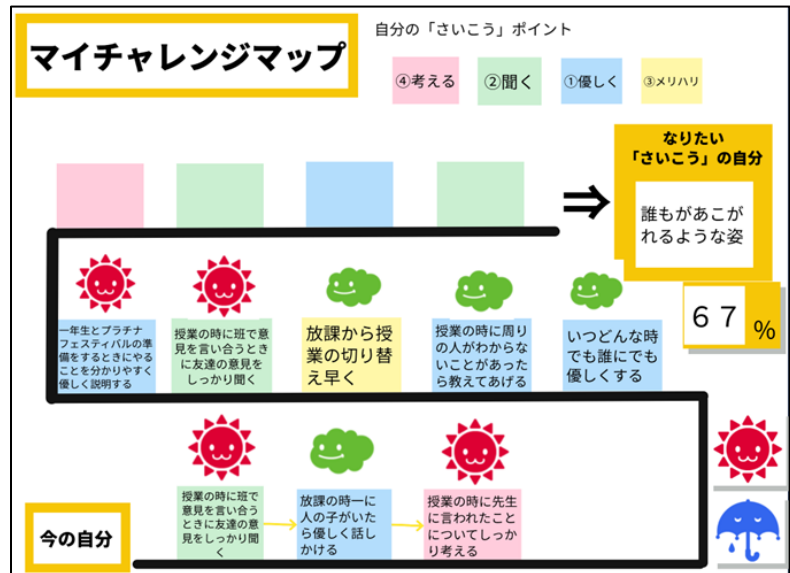 マイチャレンジマップ
自分の「さいこう」ポイント
④考える
②聞く
①優しく
③メリハリ
なりたい
「さいこう」の自分
誰もがあこが
れるような姿
67%
一年生とプラチナ
フェスティバルの準
備をするときにやる
ことを分かりやすく
優しく説明する
授業の時に班で意
見を言い合うとき
に友達の意見を
しっかり聞く
放課から授
業の切り替
え早く
授業の時に周り
の人がわからな
いことがあった
ら教えてあげる
いつどんな時
でも誰にでも
優しくする
今の自分
授業の時に班で
意見を言い合う
ときに友達の意
見をしっかり聞
く
放課の時一に
人の子がいた
ら優しく話し
かける
授業の時に先生
に言われたこと
についてしっか
り考える